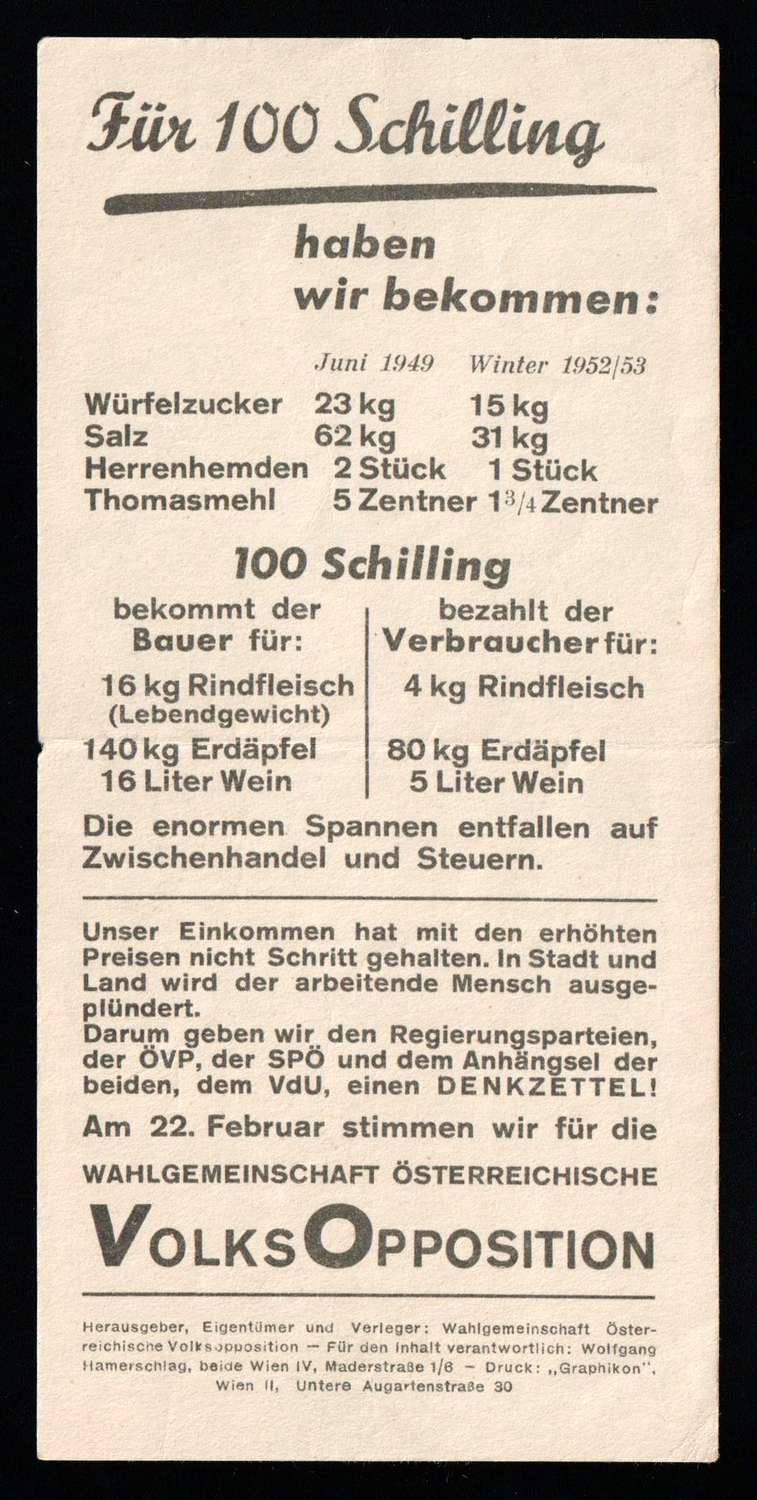 Für 100 Schilling
haben
wir bekommen:
Juni 1949 Winter 1952/53
Würfelzucker 23 kg 15 kg
Salz 62 kg 31 kg
Herrenhemden 2 Stück 1 Stück
Thomasmehl 5 Zentner 1 3/4 Zentner
100 Schilling
bekommt der
Bauer für:
16 kg Rindfleisch
(Lebendgewicht)
140 kg Erdäpfel
16 Liter Wein
bezahlt der
Verbraucher für:
4 kg Rindfleisch
80 kg Erdäpfel
5 Liter Wein
Die enormen Spannen entfallen auf
Zwischenhandel und Steuern.
Unser Einkommen hat mit den erhöhten
Preisen nicht Schritt gehalten. In Stadt und
Land wird der arbeitende Mensch ausge-
plündert.
Darum geben wir den Regierungsparteien,
der ÖVP, der SPÖ und dem Anhängsel der
beiden, dem VdU, einen DENKZETTEL!
Am 22. Februar stimmen wir für die
WAHLGEMEINSCHAFT ÖSTERREICHISCHE
VOLKSOPPOSITION
Herausgeber, Eigentümer und Verleger: Wahlgemeinschaft Öster-
reichische Volksopposition — Für den Inhalt verantwortlich: Wolfgang
Hamerschlag, beide Wien IV, Maderstraße 1/6 — Druck: „Graphikon",
Wien II, Untere Augartenstraße 30